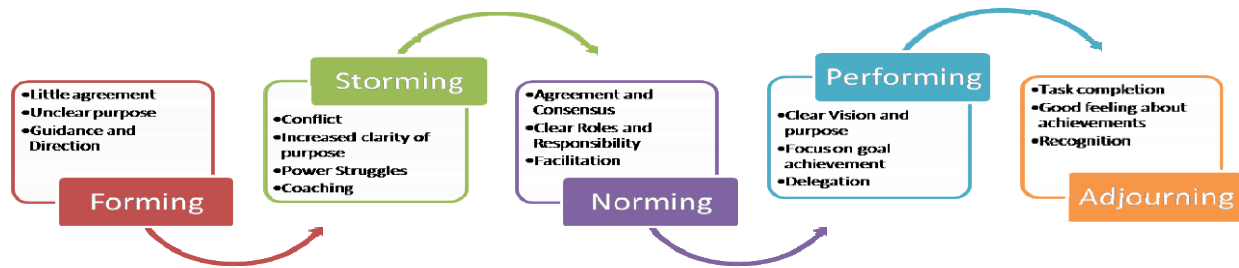 •Little agreement
•Unclear purpose
•Guidance and
Direction
Forming
Storming
•Conflict
•Increased clarity of
purpose
•Power Struggles
•Coaching
•Agreement and
Consensus
•Clear Roles and
Responsibility
•Facilitation
Norming
Performing
•Clear Vision and
purpose
•Focus on goal
achievement
•Delegation
•Task completion
•Good feeling about
achievements
•Recognition
Adjourning